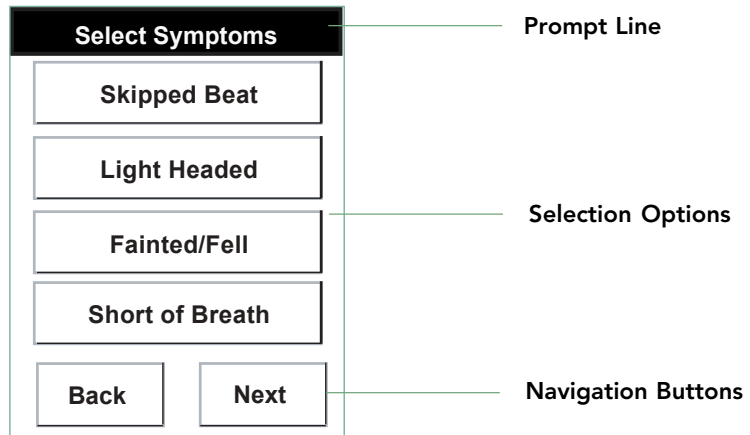 Select Symptoms
Prompt Line
Skipped Beat
Light Headed
Selection Options
Fainted/Fell
Short of Breath
Back
Next
Navigation Buttons